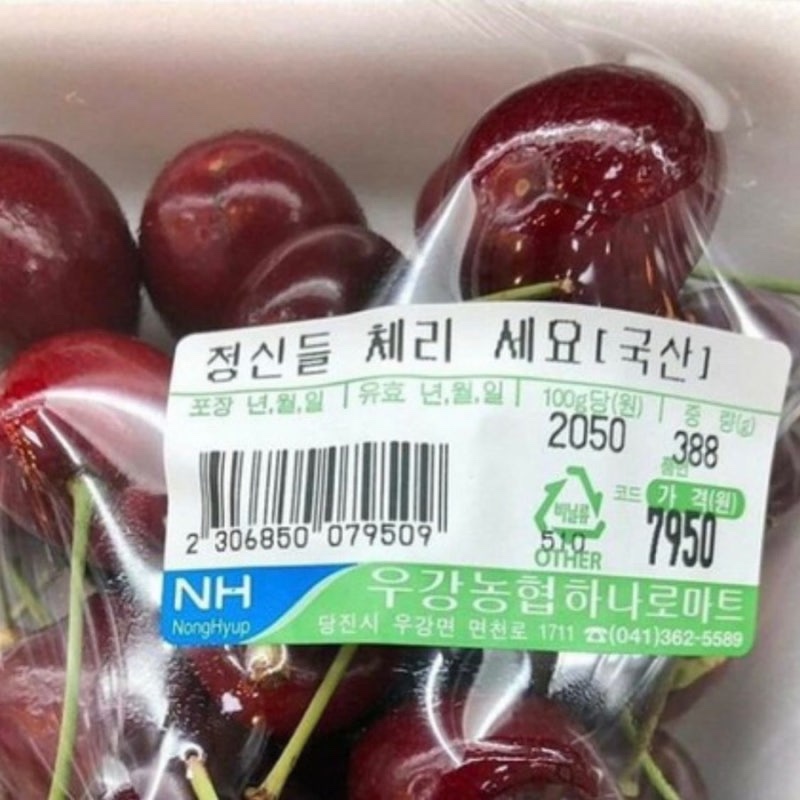 정신들 체리 세요[국산]
포장 년,월,일 유효 년,월,일 100g당(원) 중 량(g)
2050 388
코드 가 격(원)
비닐류 7950
2 306850 079509 510
OTHER
NH 우강농협하나로마트
NongHyup 당진시 우강면 면천로 1711 ☎(041)362-5589